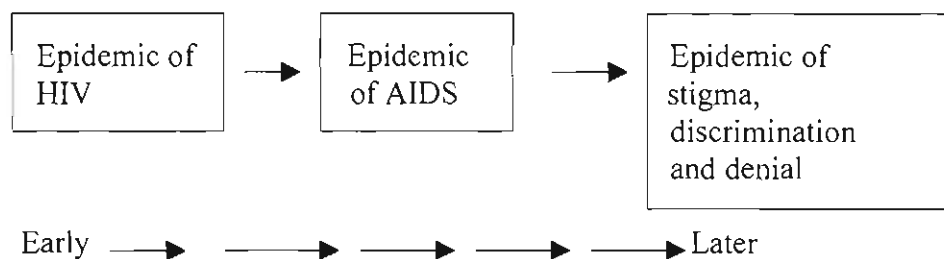 Epidemic of
HIV
Epidemic
of AIDS
Epidemic of
stigma,
discrimination
and denial
Early
Later